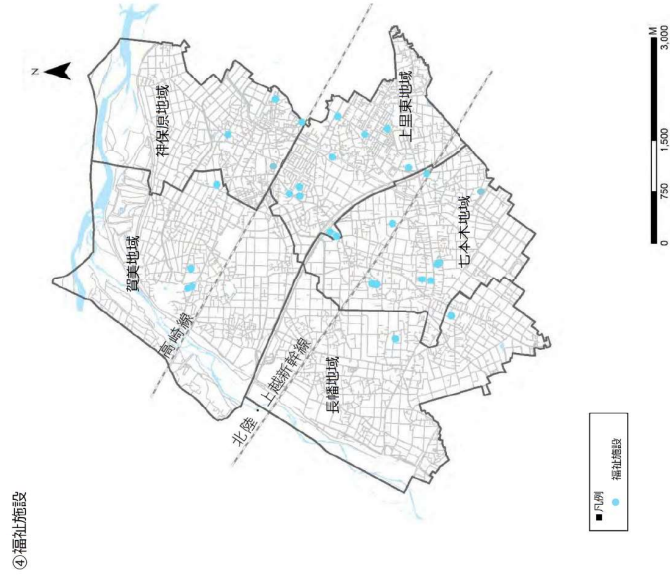 ④福祉施設
N
神保原地域
賀美地域
高崎線
上里東地域
七本木地域
北陸・上越新幹線
長幡地域
■凡例
福祉施設
0 750 1,500 3,000
M